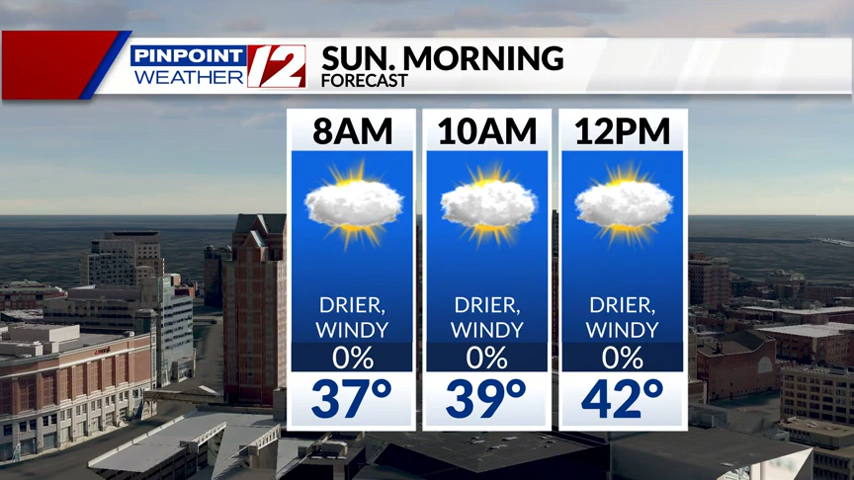 PINPOINT
WEATHER 12
SUN. MORNING
FORECAST
8AM
DRIER,
WINDY
0%
37°
10AM
DRIER,
WINDY
0%
39°
12PM
DRIER,
WINDY
0%
42°